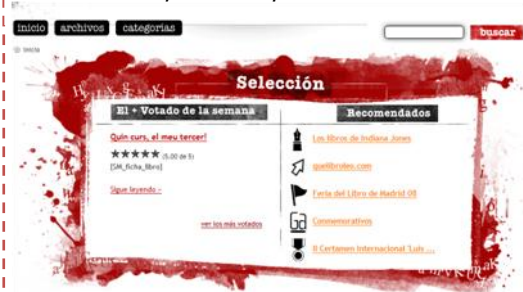 inicio archivos categorias
buscar
Inicio
Selección
El + Votado de la semana
Quin curs, el meu tercer!
(5.00 de 5)
[SM_ficha_libro]
Sigue leyendo -
ver los más votados
Recomendados
Los libros de Indiana Jones
quelibroleo.com
Feria del Libro de Madrid 08
Conmemorativos
II Certamen Internacional 'Luis ...